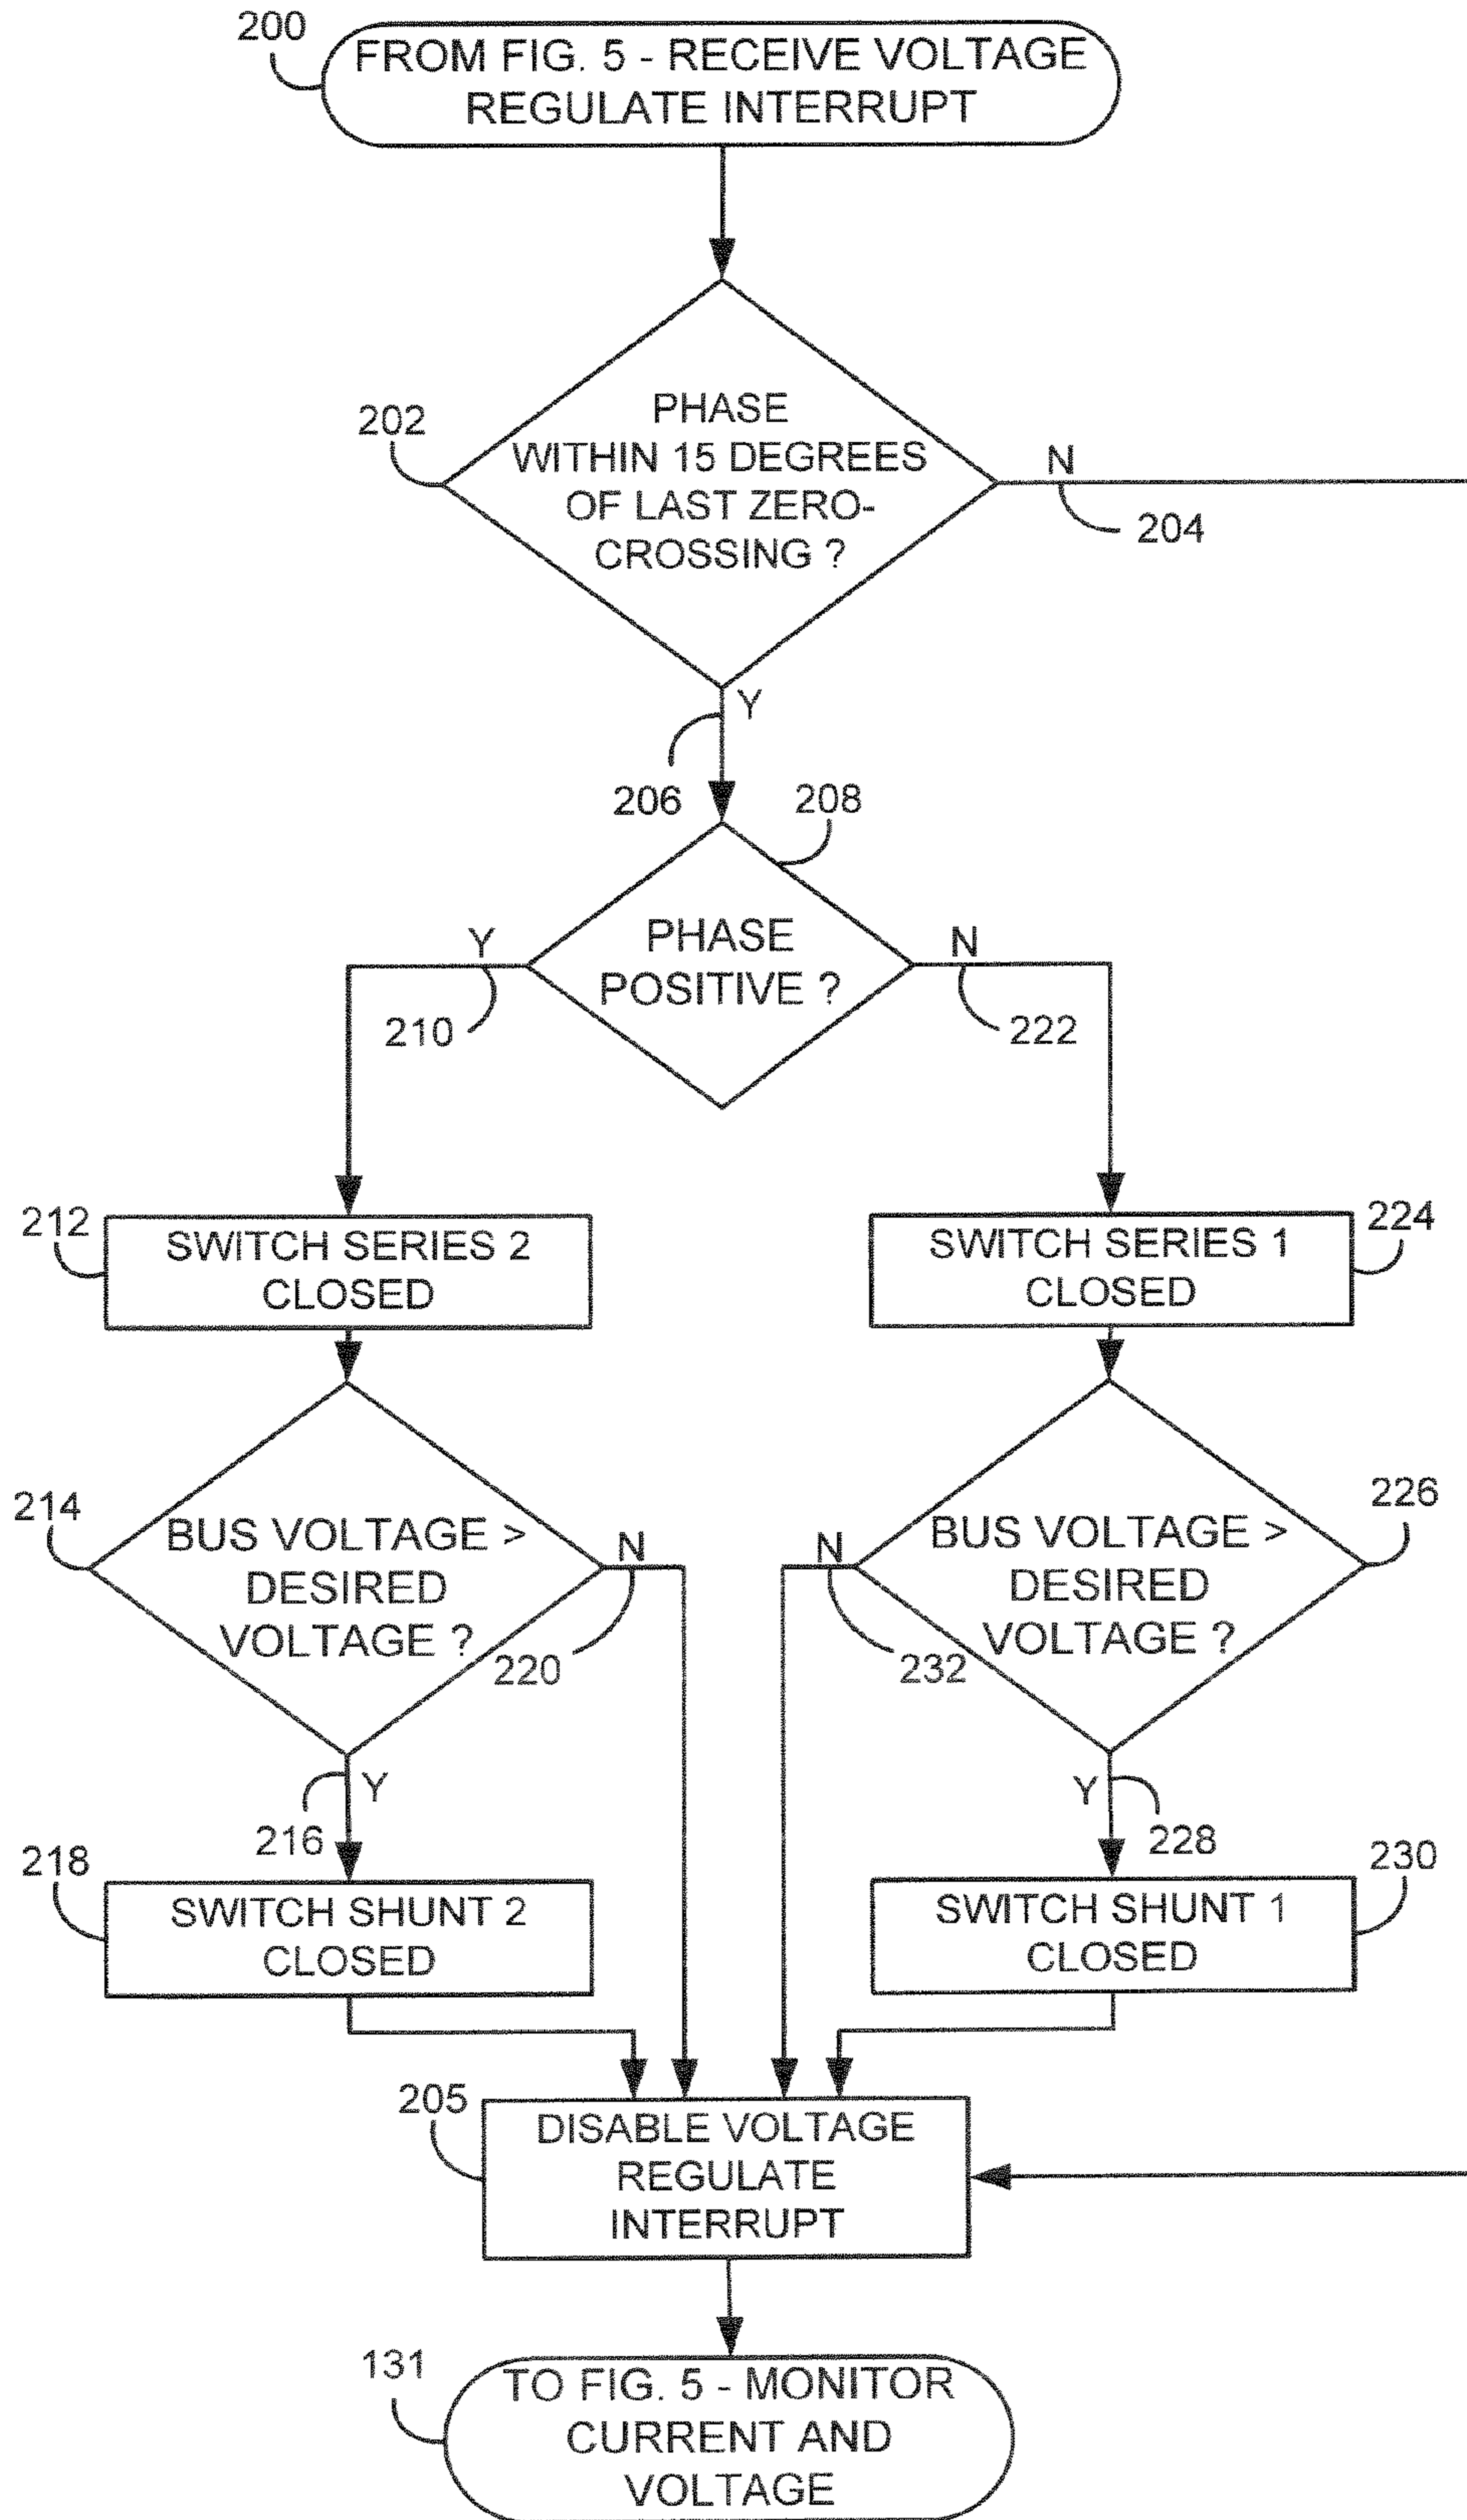 200
FROM FIG. 5 - RECEIVE VOLTAGE
REGULATE INTERRUPT
202
PHASE
WITHIN 15 DEGREES
OF LAST ZERO-
CROSSING ?
N
204
Y
206
208
PHASE
POSITIVE ?
Y
210
N
222
212
SWITCH SERIES 2
CLOSED
SWITCH SERIES 1
CLOSED
224
214
BUS VOLTAGE >
DESIRED
VOLTAGE ?
N
220
N
232
BUS VOLTAGE >
DESIRED
VOLTAGE ?
226
Y
216
Y
228
218
SWITCH SHUNT 2
CLOSED
SWITCH SHUNT 1
CLOSED
230
205
DISABLE VOLTAGE
REGULATE
INTERRUPT
131
TO FIG. 5 - MONITOR
CURRENT AND
VOLTAGE